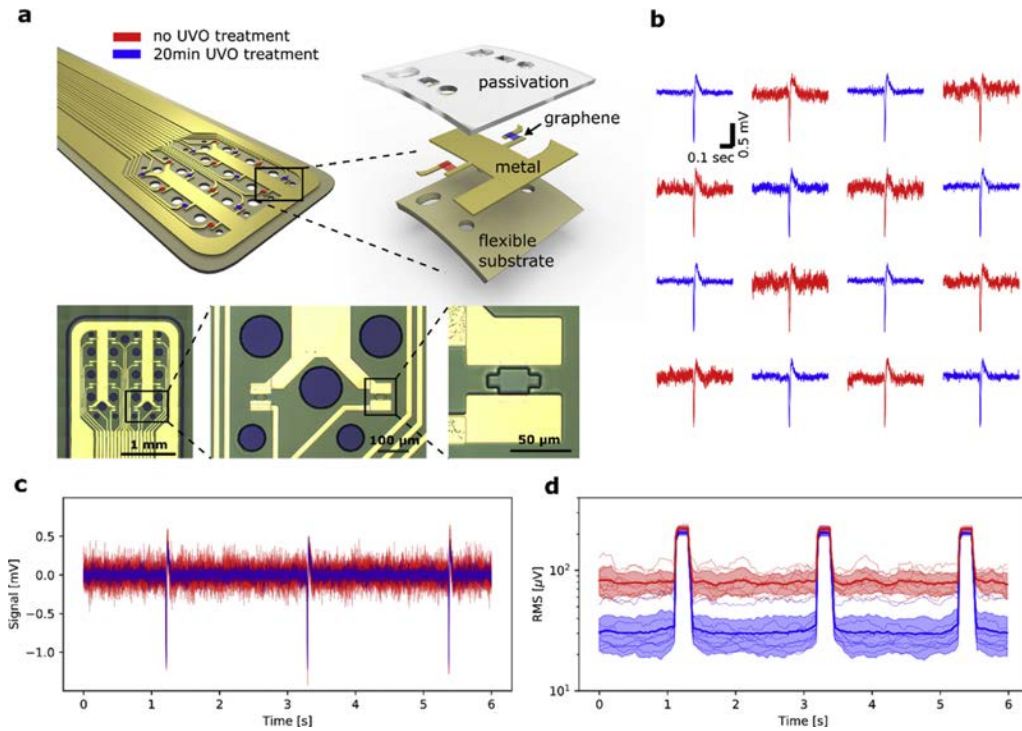 a
no UVO treatment
20min UVO treatment
passivation
graphene
metal
flexible
substrate
1 mm
100 µm
50 µm
b
0.1 sec
0.5 mV
c
Signal [mV]
0.5
0.0
−0.5
−1.0
0 1 2 3 4 5 6
Time [s]
d
RMS [µV]
10²
10¹
0 1 2 3 4 5 6
Time [s]